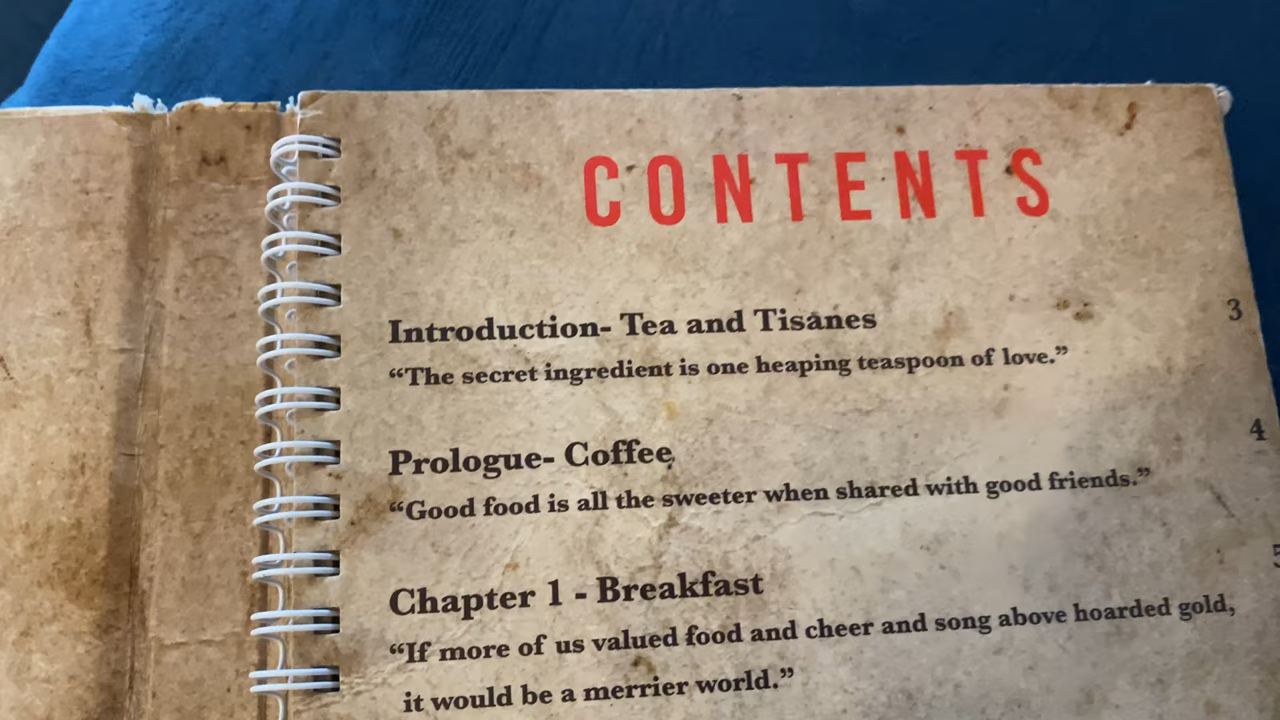 CONTENTS
Introduction- Tea and Tisanes 3
“The secret ingredient is one heaping teaspoon of love.”
Prologue- Coffee 4
“Good food is all the sweeter when shared with good friends.”
Chapter 1 - Breakfast
“If more of us valued food and cheer and song above hoarded gold,
it would be a merrier world.”